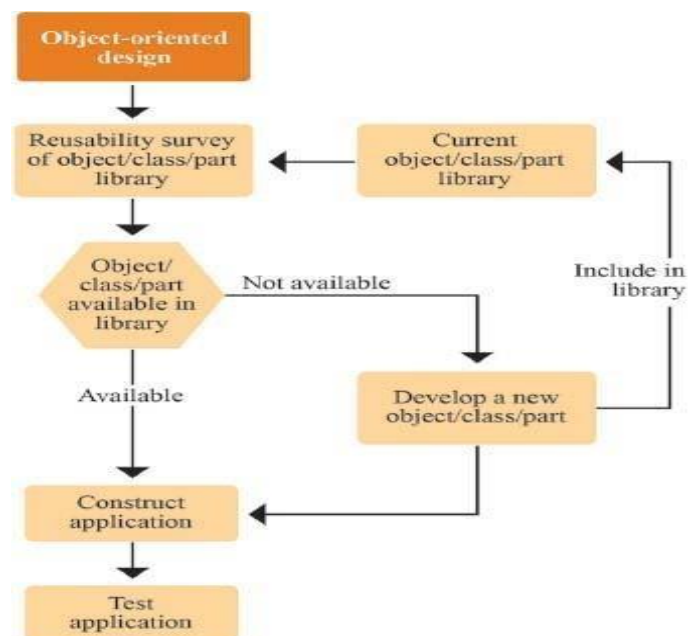 Object-oriented
design
Reusability survey
of object/class/part
library
Current
object/class/part
library
Object/
class/part
available in
library
Not available
Include in
library
Available
Develop a new
object/class/part
Construct
application
Test
application